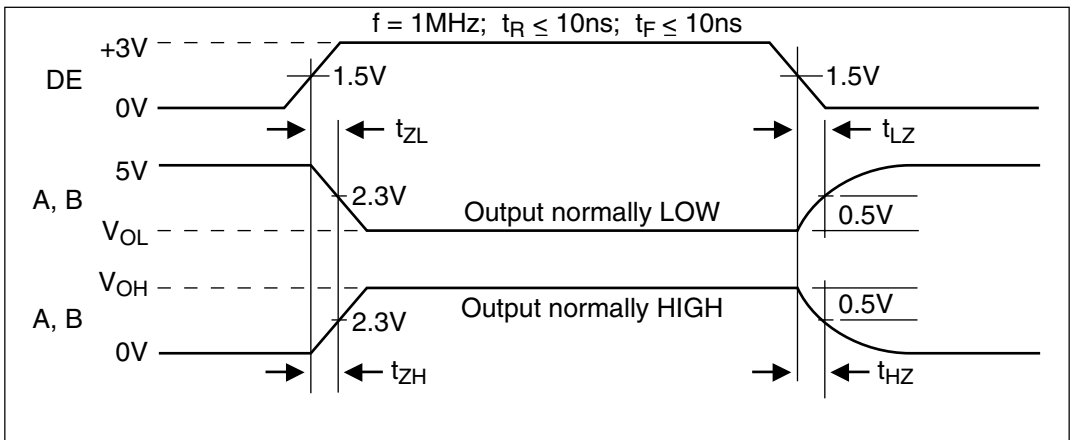 f = 1MHz; tR ≤ 10ns; tF ≤ 10ns
+3V
DE
1.5V
1.5V
0V
tZL
tLZ
5V
A, B
2.3V
Output normally LOW
0.5V
VOL
VOH
A, B
2.3V
Output normally HIGH
0.5V
0V
tZH
tHZ